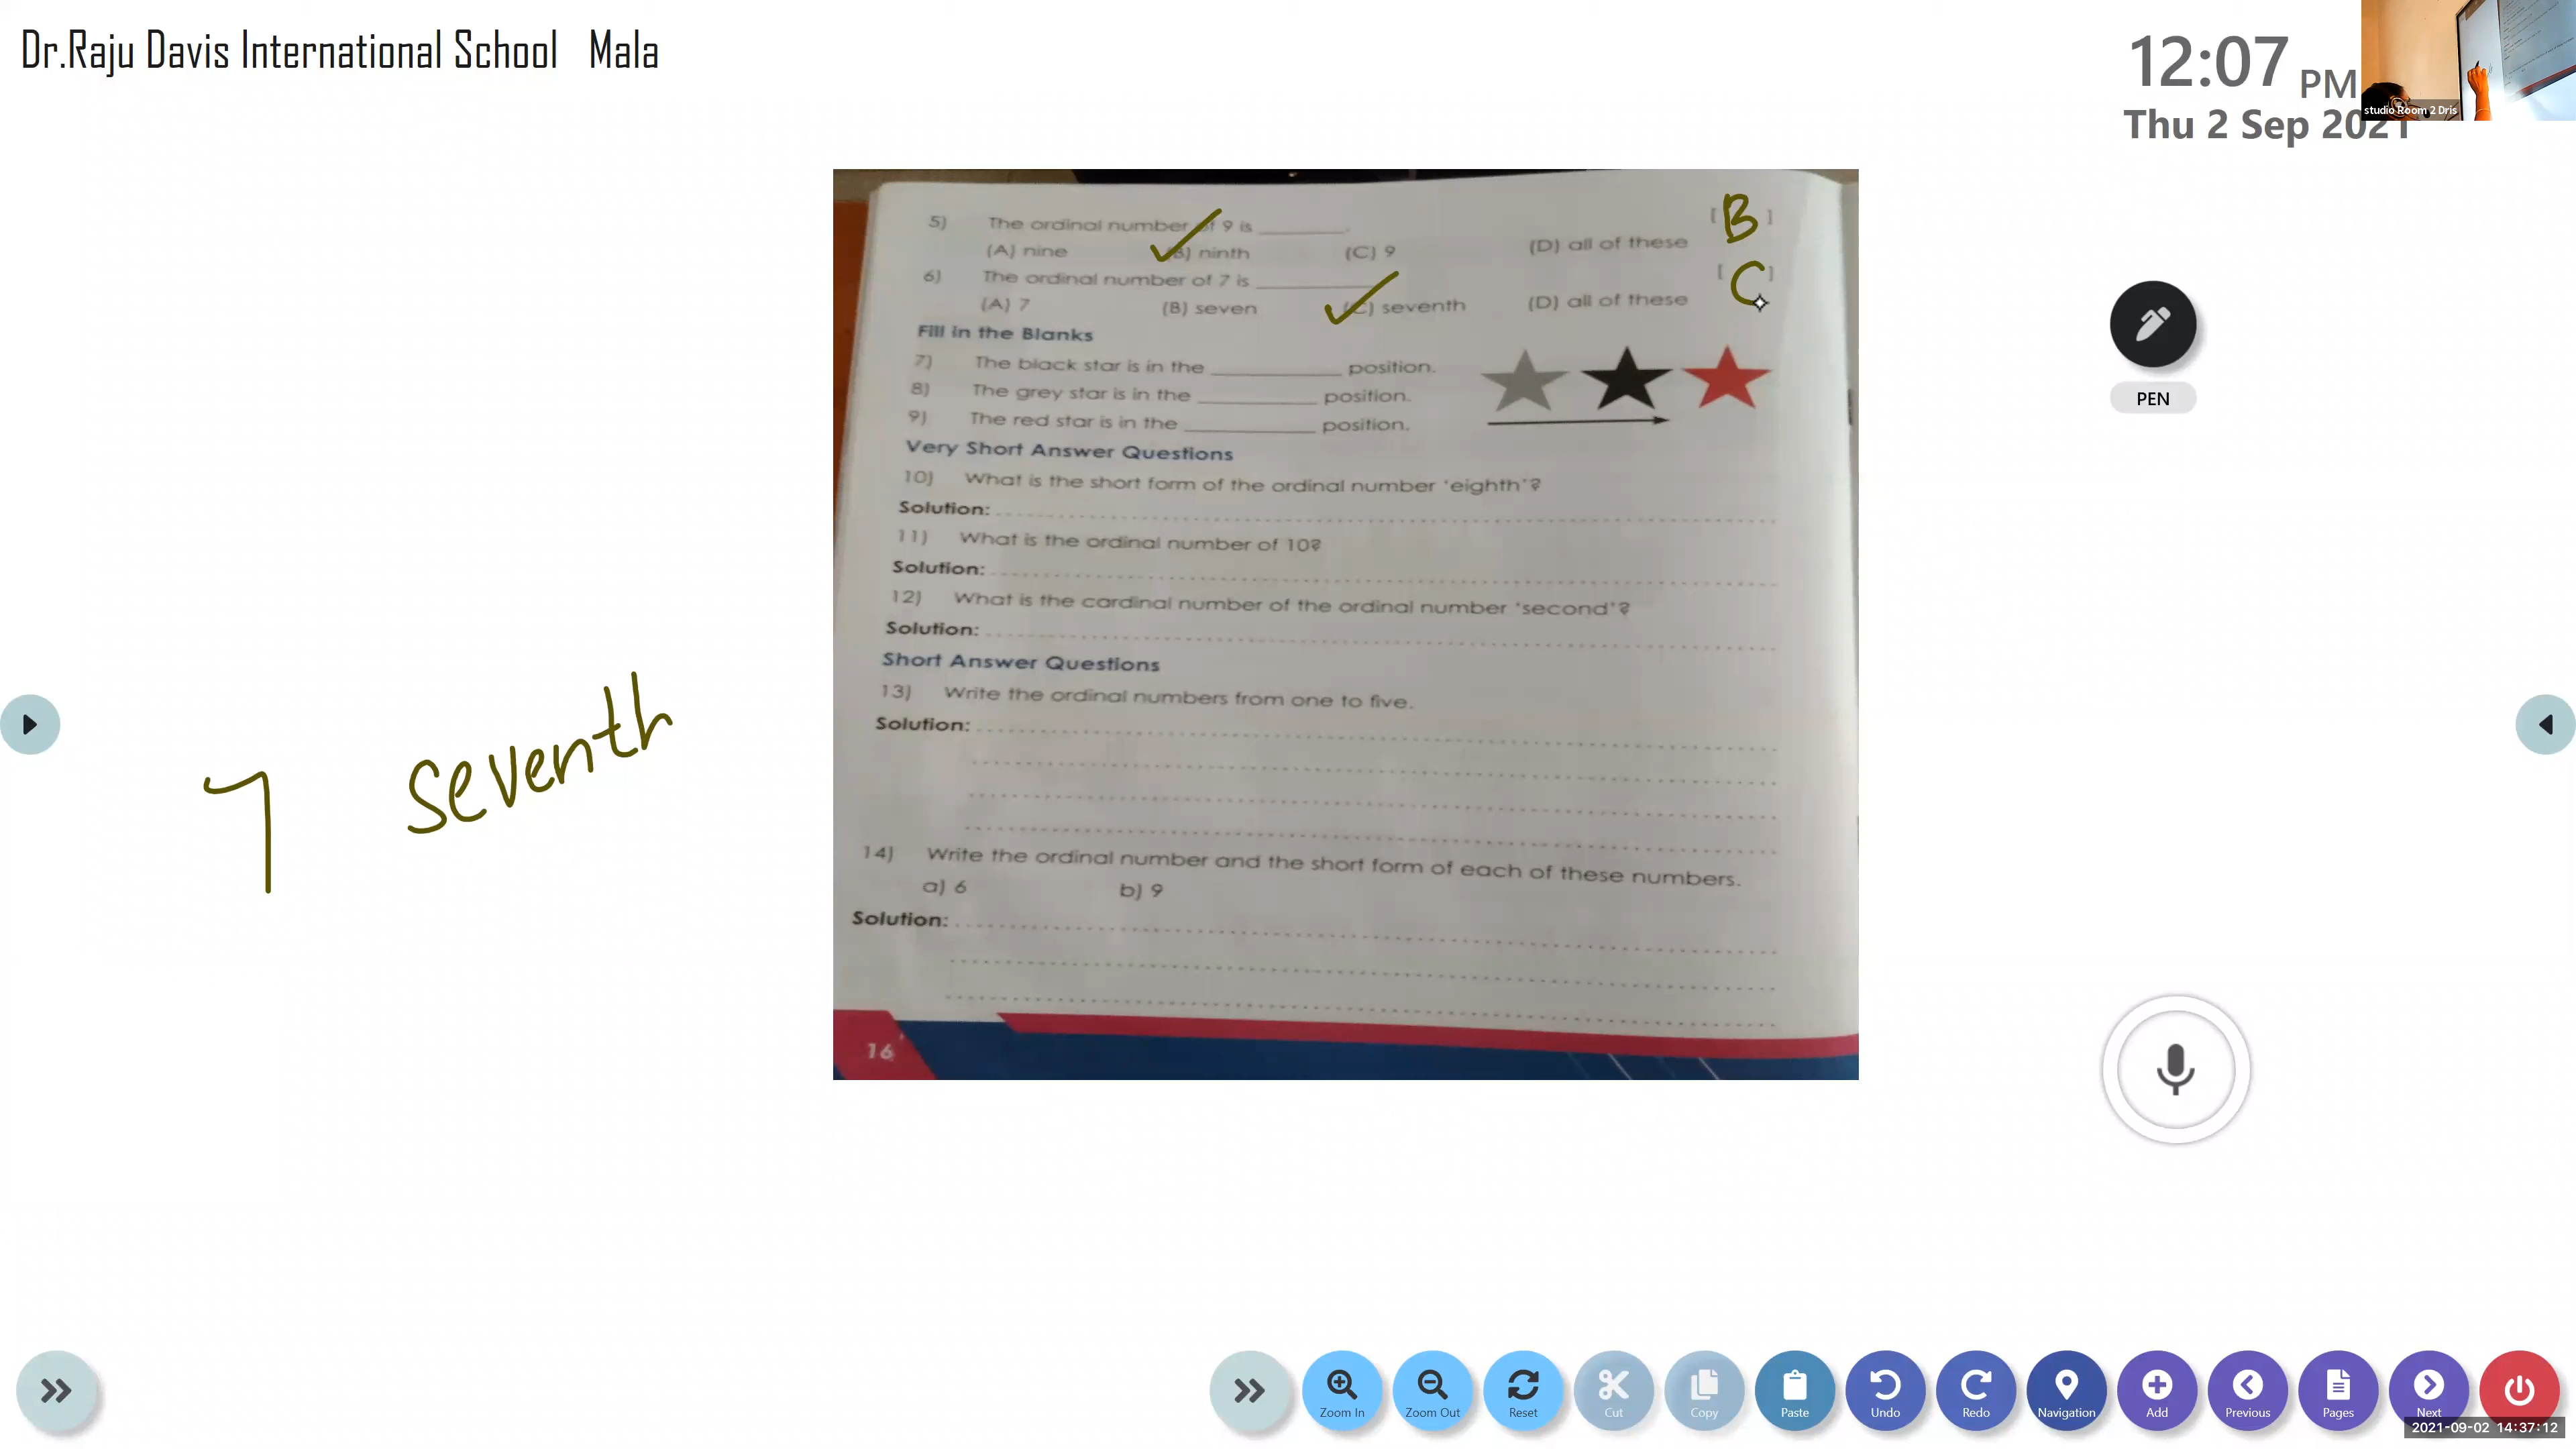 Dr.Raju Davis International School Mala
12:07 PM
Thu 2 Sep 2021
studio Room 2 Dris
5) The ordinal number of 9 is ________. [ B ]
(A) nine (B) ninth (C) 9 (D) all of these
6) The ordinal number of 7 is ________ [ C ]
(A) 7 (B) seven (C) seventh (D) all of these
Fill in the Blanks
7) The black star is in the ________ position.
8) The grey star is in the ________ position.
9) The red star is in the ________ position.
Very Short Answer Questions
10) What is the short form of the ordinal number ‘eighth’?
Solution:
11) What is the ordinal number of 10?
Solution:
12) What is the cardinal number of the ordinal number ‘second’?
Solution:
Short Answer Questions
13) Write the ordinal numbers from one to five.
Solution:
14) Write the ordinal number and the short form of each of these numbers.
a) 6 b) 9
Solution:
16
7 seventh
PEN
Zoom In Zoom Out Reset Cut Copy Paste Undo Redo Navigation Add Previous Pages Next
2021-09-02 14:37:12